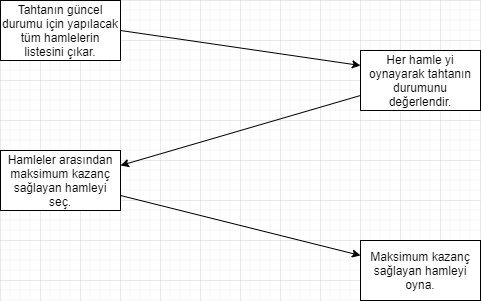 Tahtanın güncel
durumu için yapılacak
tüm hamlelerin
listesini çıkar.
Her hamle yi
oynayarak tahtanın
durumunu
değerlendir.
Hamleler arasından
maksimum kazanç
sağlayan hamleyi
seç.
Maksimum kazanç
sağlayan hamleyi
oyna.